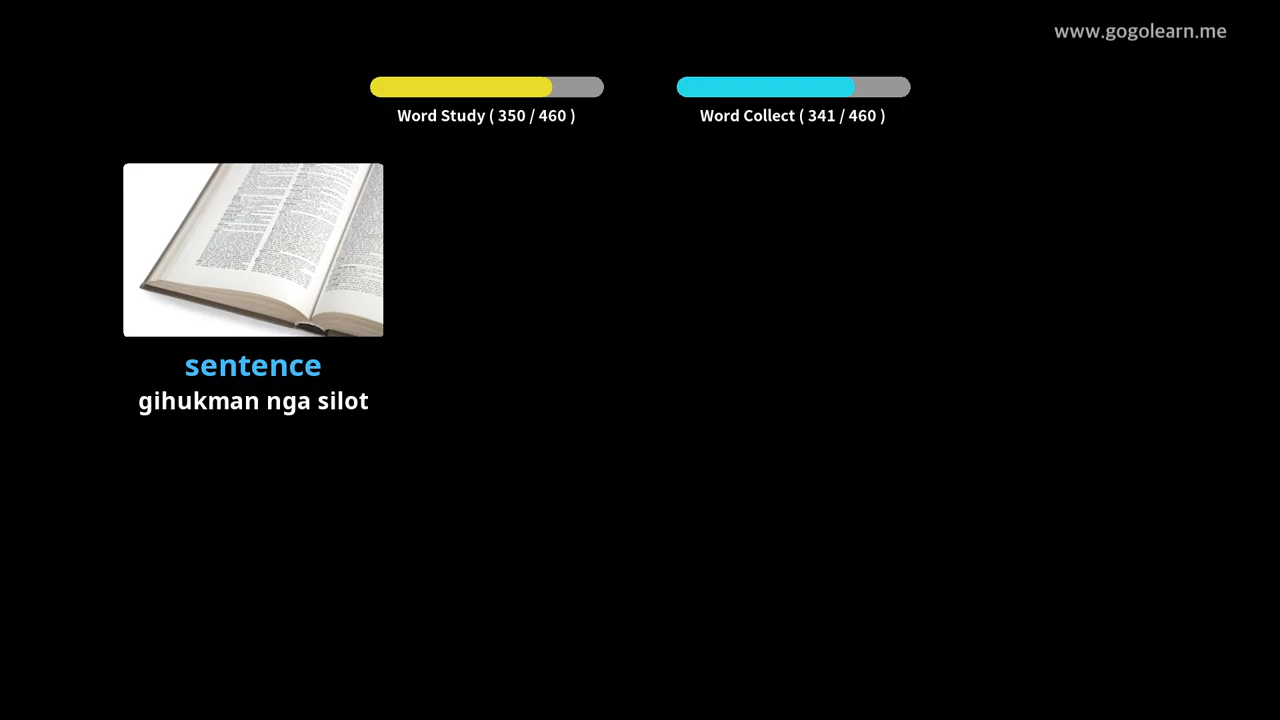 www.gogolearn.me
Word Study ( 350 / 460 )
Word Collect ( 341 / 460 )
sentence
gihukman nga silot